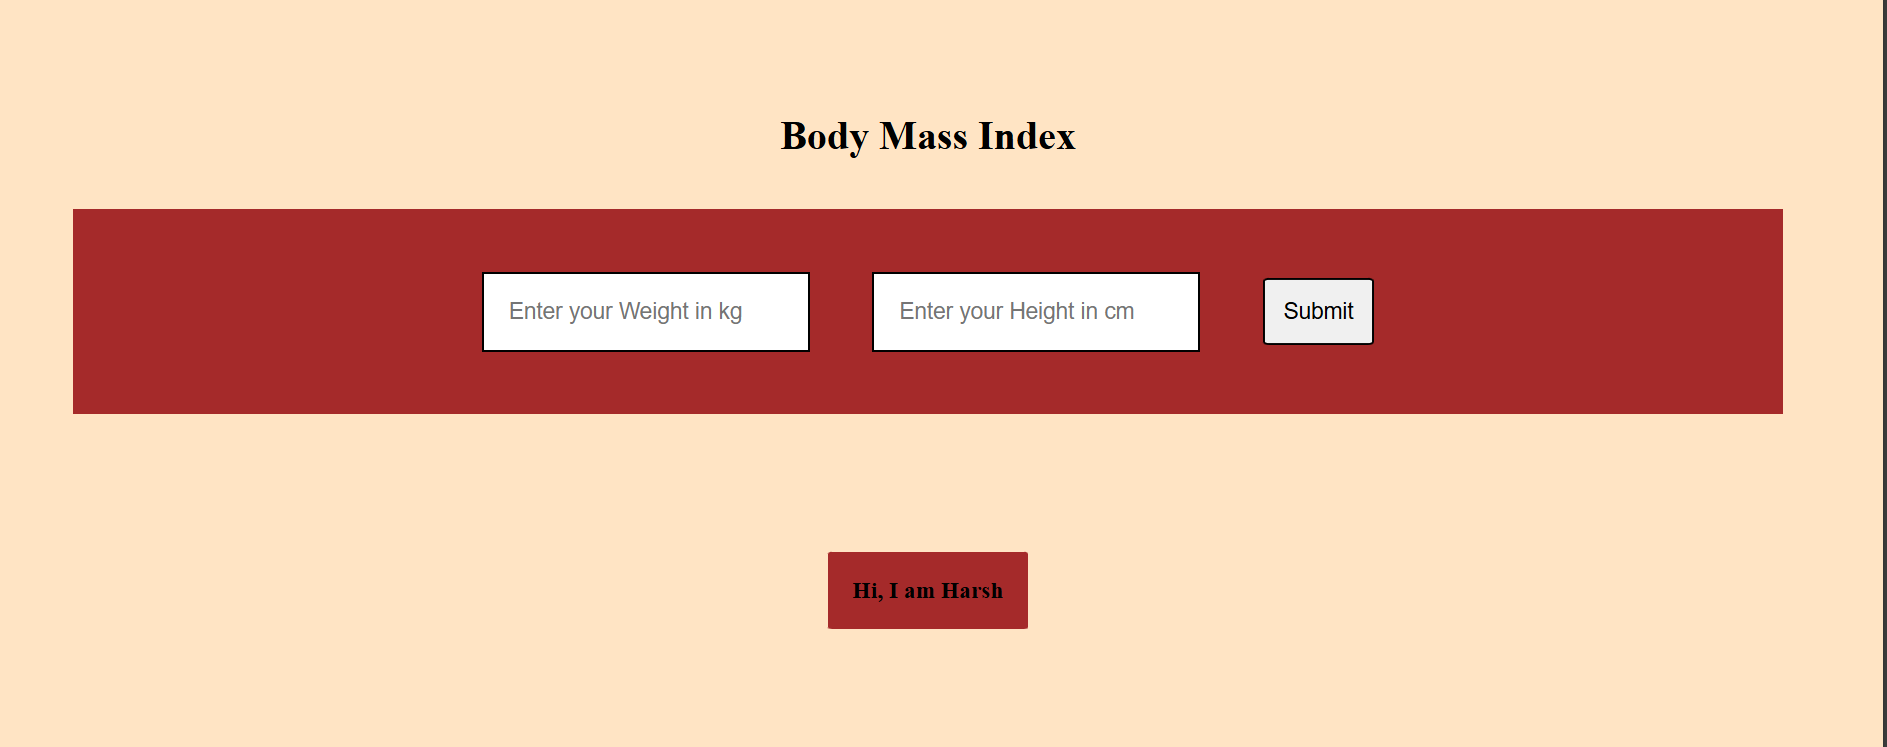 Body Mass Index
Enter your Weight in kg
Enter your Height in cm
Submit
Hi, I am Harsh